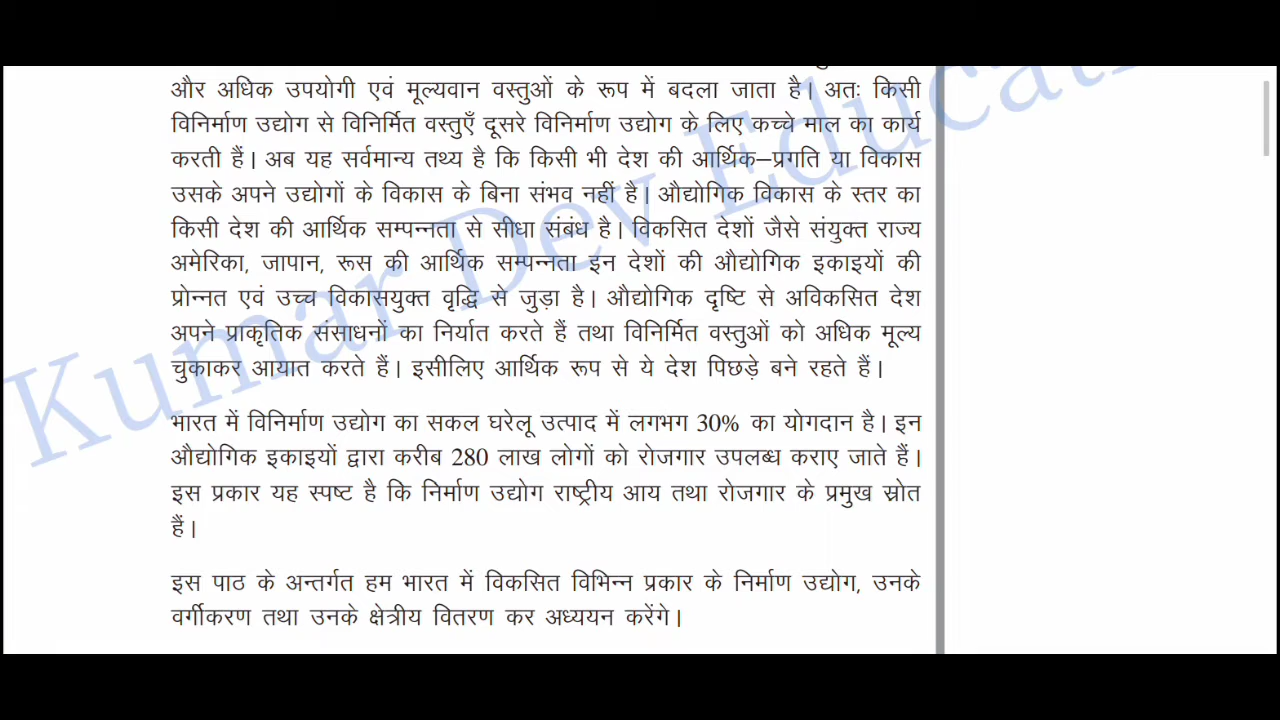 और अधिक उपयोगी एवं मूल्यवान वस्तुओं के रूप में बदला जाता है। अतः किसी
विनिर्माण उद्योग से विनिर्मित वस्तुएँ दूसरे विनिर्माण उद्योग के लिए कच्चे माल का कार्य
करती हैं। अब यह सर्वमान्य तथ्य है कि किसी भी देश की आर्थिक–प्रगति या विकास
उसके अपने उद्योगों के विकास के बिना संभव नहीं है। औद्योगिक विकास के स्तर का
किसी देश की आर्थिक सम्पन्नता से सीधा संबंध है। विकसित देशों जैसे संयुक्त राज्य
अमेरिका, जापान, रूस की आर्थिक सम्पन्नता इन देशों की औद्योगिक इकाइयों की
प्रोन्नत एवं उच्च विकासयुक्त वृद्धि से जुड़ा है। औद्योगिक दृष्टि से अविकसित देश
अपने प्राकृतिक संसाधनों का निर्यात करते हैं तथा विनिर्मित वस्तुओं को अधिक मूल्य
चुकाकर आयात करते हैं। इसीलिए आर्थिक रूप से ये देश पिछड़े बने रहते हैं।
भारत में विनिर्माण उद्योग का सकल घरेलू उत्पाद में लगभग 30% का योगदान है। इन
औद्योगिक इकाइयों द्वारा करीब 280 लाख लोगों को रोजगार उपलब्ध कराए जाते हैं।
इस प्रकार यह स्पष्ट है कि निर्माण उद्योग राष्ट्रीय आय तथा रोजगार के प्रमुख स्रोत
हैं।
इस पाठ के अन्तर्गत हम भारत में विकसित विभिन्न प्रकार के निर्माण उद्योग, उनके
वर्गीकरण तथा उनके क्षेत्रीय वितरण कर अध्ययन करेंगे।
Kumar Dev Educati